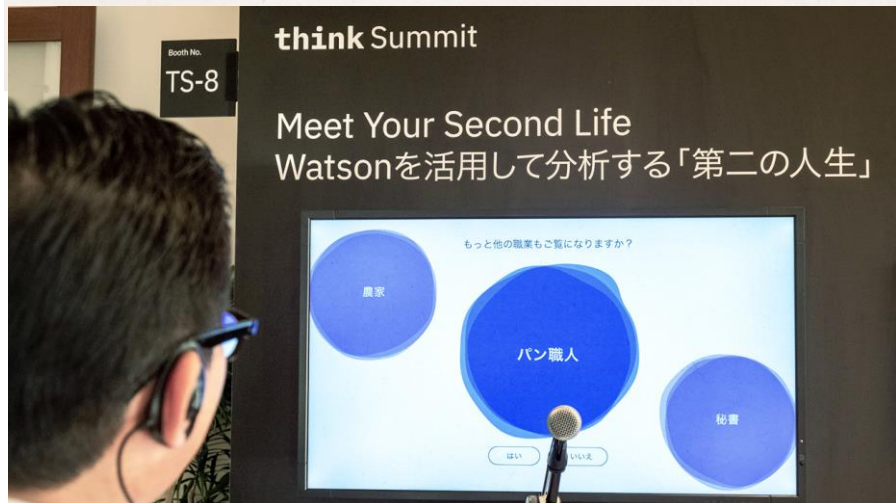 Booth No.
TS-8
think Summit
Meet Your Second Life
Watsonを活用して分析する「第二の人生」
もっと他の職業もご覧になりますか？
農家
パン職人
秘書
はい
いいえ